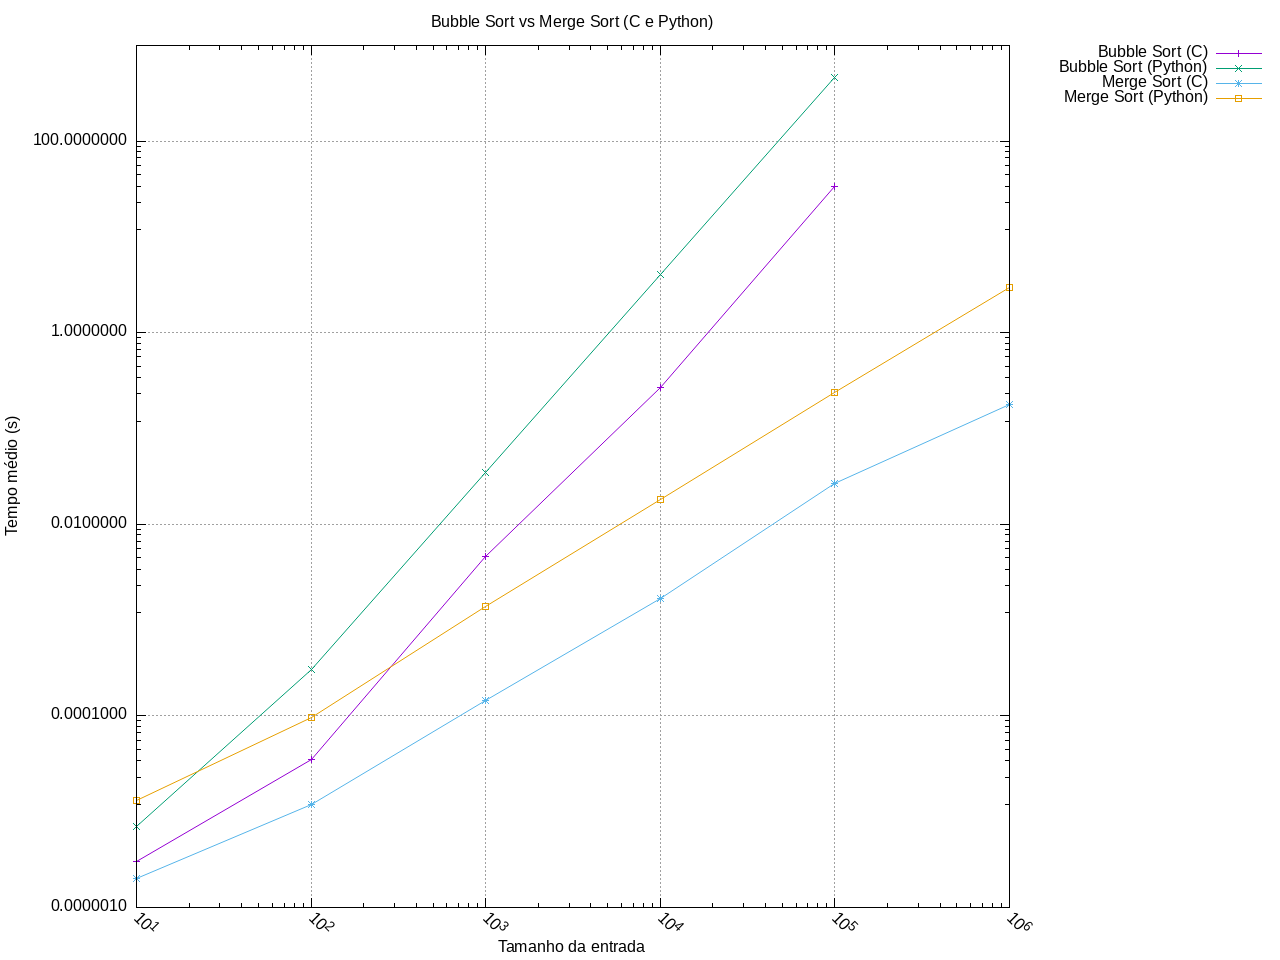 Bubble Sort vs Merge Sort (C e Python)
Bubble Sort (C)
Bubble Sort (Python)
Merge Sort (C)
Merge Sort (Python)
100.0000000
1.0000000
0.0100000
0.0001000
0.0000010
Tempo médio (s)
10¹ 10² 10³ 10⁴ 10⁵ 10⁶
Tamanho da entrada